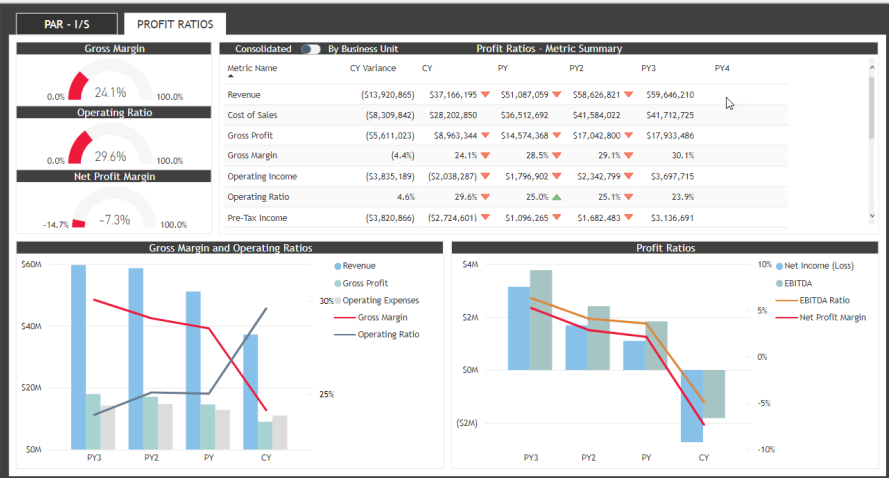 PAR - I/S
PROFIT RATIOS
Gross Margin
24.1%
0.0%
100.0%
Operating Ratio
29.6%
0.0%
100.0%
Net Profit Margin
-7.3%
-14.7%
100.0%
Consolidated By Business Unit Profit Ratios - Metric Summary
Metric Name CY Variance CY PY PY2 PY3 PY4
Revenue ($13,920,865) $37,166,195 $51,087,059 $58,626,821 $59,646,210
Cost of Sales ($8,309,842) $28,202,850 $36,512,692 $41,584,022 $41,712,725
Gross Profit ($5,611,023) $8,963,344 $14,574,368 $17,042,800 $17,933,486
Gross Margin (4.4%) 24.1% 28.5% 29.1% 30.1%
Operating Income ($3,835,189) ($2,038,287) $1,796,902 $2,342,799 $3,697,715
Operating Ratio 4.6% 29.6% 25.0% 25.1% 23.9%
Pre-Tax Income ($3,820,866) ($2,724,601) $1,096,265 $1,682,483 $3,136,691
Gross Margin and Operating Ratios
$60M
$40M
$20M
$0M
PY3 PY2 PY CY
30%
25%
Revenue
Gross Profit
Operating Expenses
Gross Margin
Operating Ratio
Profit Ratios
$4M
$2M
$0M
($2M)
PY3 PY2 PY CY
10%
5%
0%
-5%
-10%
Net Income (Loss)
EBITDA
EBITDA Ratio
Net Profit Margin